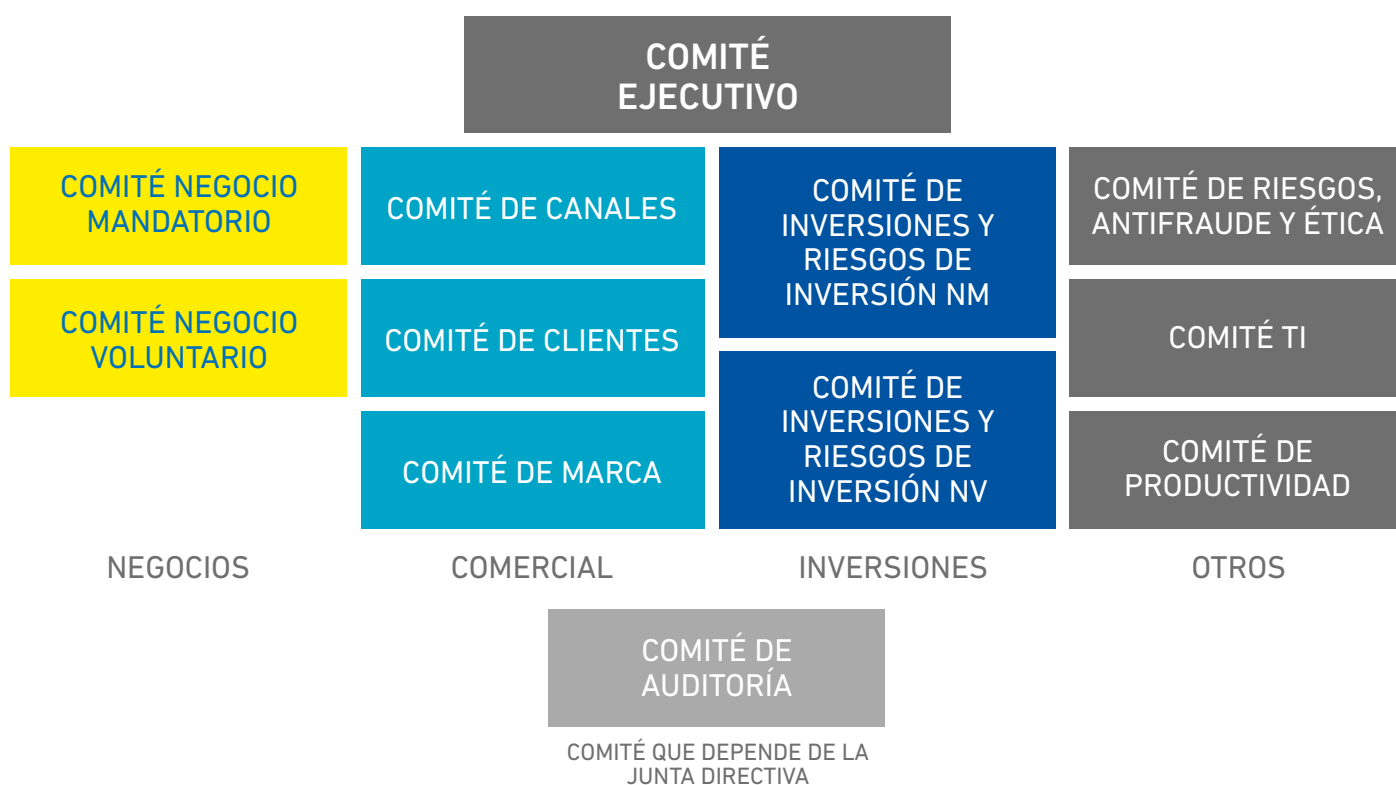 COMITÉ
EJECUTIVO
COMITÉ NEGOCIO
MANDATORIO
COMITÉ NEGOCIO
VOLUNTARIO
NEGOCIOS
COMITÉ DE CANALES
COMITÉ DE CLIENTES
COMITÉ DE MARCA
COMERCIAL
COMITÉ DE
INVERSIONES Y
RIESGOS DE
INVERSIÓN NM
COMITÉ DE
INVERSIONES Y
RIESGOS DE
INVERSIÓN NV
INVERSIONES
COMITÉ DE RIESGOS,
ANTIFRAUDE Y ÉTICA
COMITÉ TI
COMITÉ DE
PRODUCTIVIDAD
OTROS
COMITÉ DE
AUDITORÍA
COMITÉ QUE DEPENDE DE LA
JUNTA DIRECTIVA